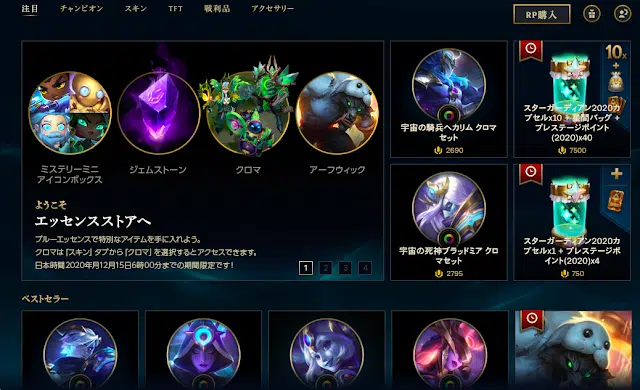 注目 チャンピオン スキン TFT 戦利品 アクセサリー
RP購入
ミステリーミニ
アイコンボックス
ジェムストーン
クロマ
アーフウィック
ようこそ
エッセンスストアへ
ブルーエッセンスで特別なアイテムを手に入れよう。
クロマは [スキン] タブから [クロマ] を選択するとアクセスできます。
日本時間2020年月12月15日6時00分までの期間限定です!
1 2 3 4
宇宙の騎兵ヘカリム クロマ
セット
2690
10x
+
スターガーディアン2020カ
プセルx10 + 星間バッグ +
プレステージポイント
(2020)x40
7500
宇宙の死神ブラッドミア クロ
マセット
2795
+
スターガーディアン2020カ
プセルx1 + プレステージポ
イント(2020)x4
750
ベストセラー